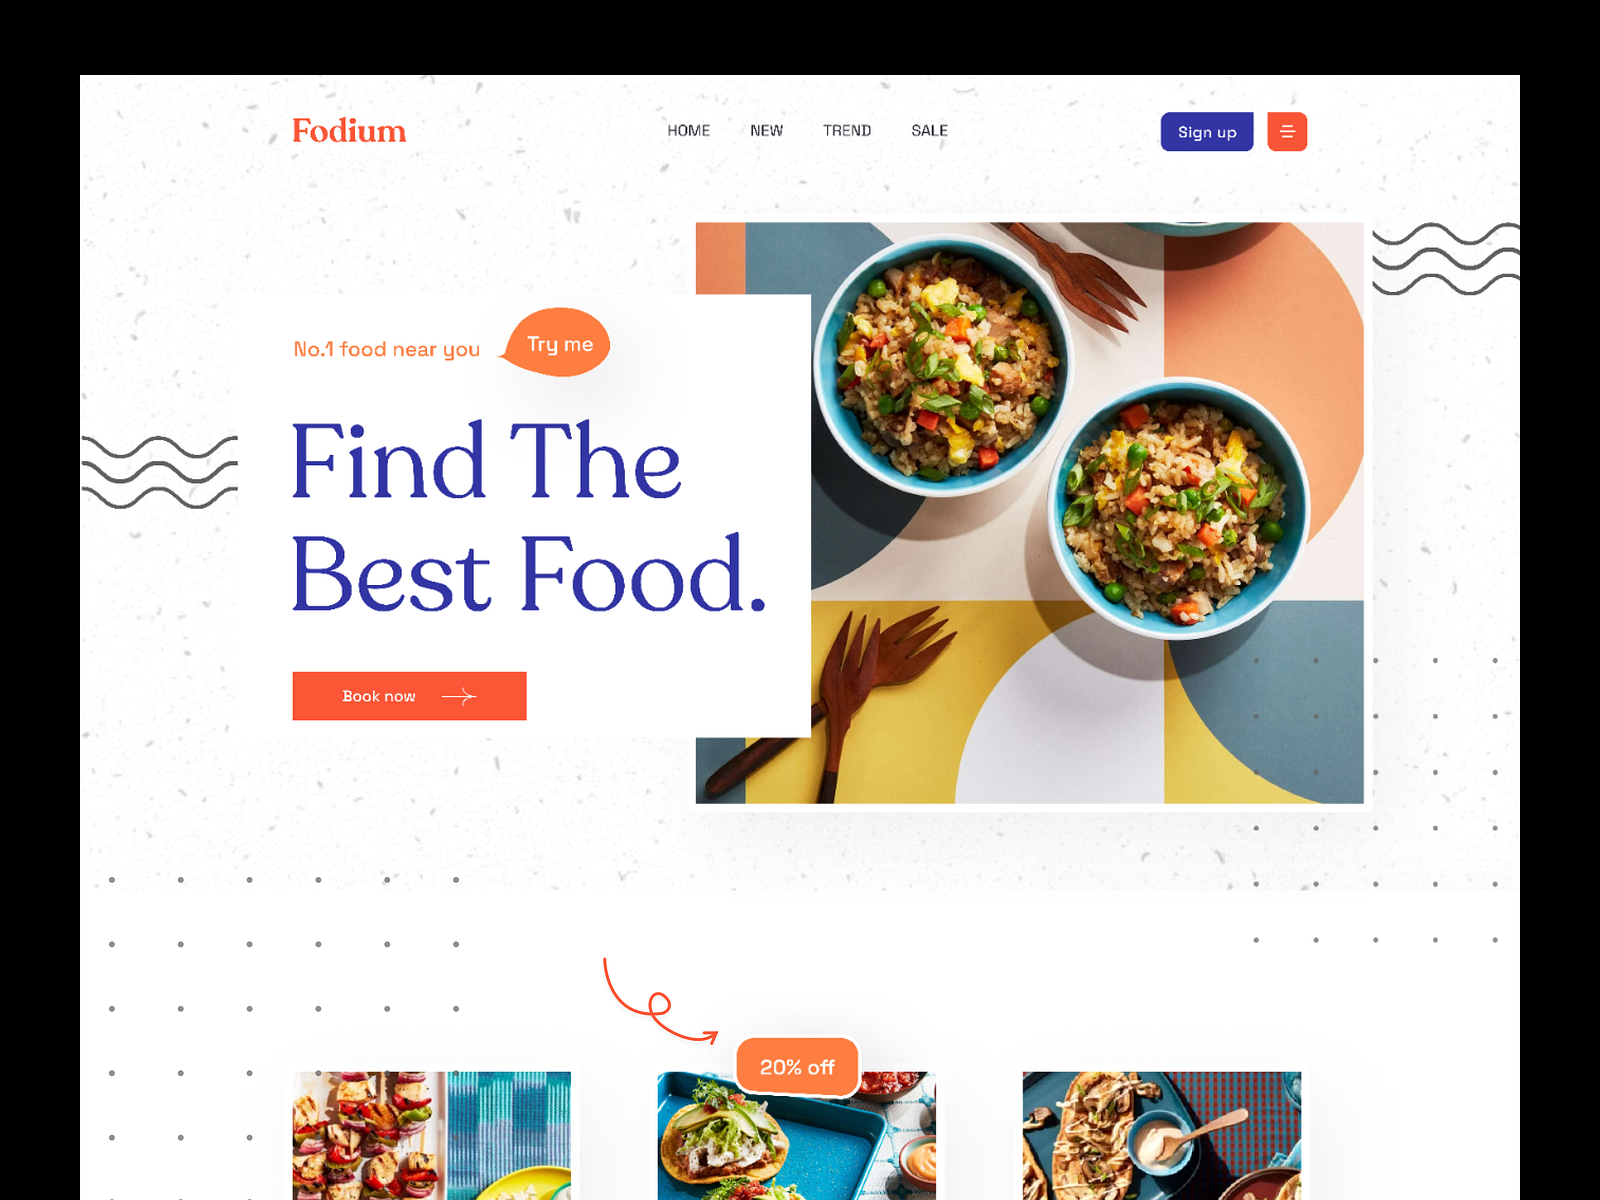 Fodium
HOME
NEW
TREND
SALE
Sign up
No.1 food near you
Try me
Find The
Best Food.
Book now
20% off